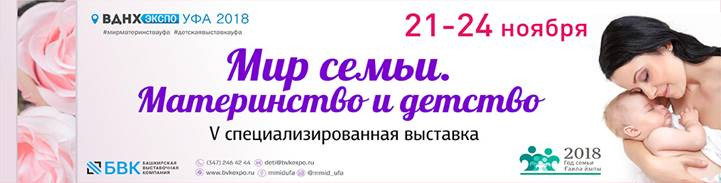 ВДНХ ЭКСПО УФА 2018
#мирматеринствауфа #детскаявыставкауфа
21-24 ноября
Мир семьи.
Материнство и детство
V специализированная выставка
БВК БАШКИРСКАЯ ВЫСТАВОЧНАЯ КОМПАНИЯ
(347) 246 42 44 deti@bvkexpo.ru
www.bvkexpo.ru mmidufa @mmid_ufa
2018
Год семьи
Ғаилә йылы